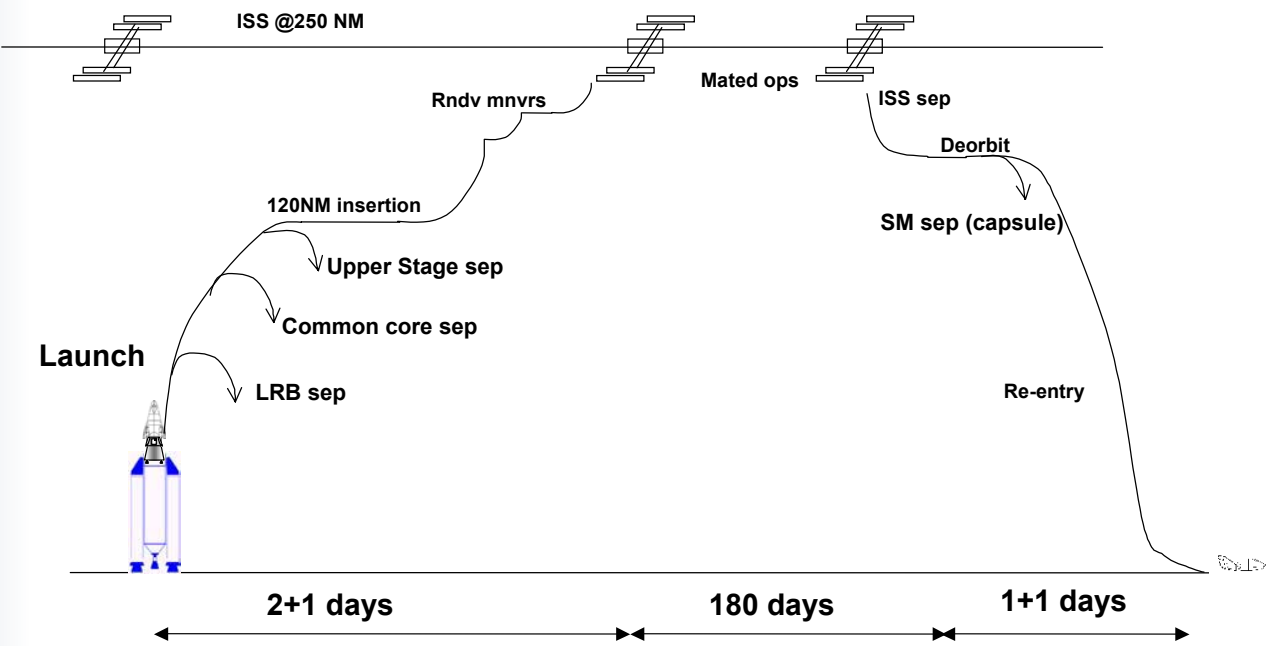 ISS @250 NM
Mated ops
Rndv mnvrs
ISS sep
Deorbit
120NM insertion
SM sep (capsule)
Upper Stage sep
Common core sep
Launch
LRB sep
Re-entry
2+1 days
180 days
1+1 days